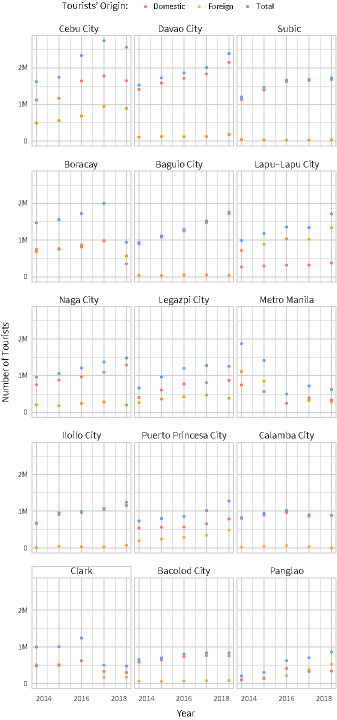 Tourists' Origin: Domestic Foreign Total
Cebu City Davao City Subic
2M
1M
0
Boracay Baguio City Lapu-Lapu City
2M
1M
0
Naga City Legazpi City Metro Manila
2M
1M
0
Iloilo City Puerto Princesa City Calamba City
2M
1M
0
Clark Bacolod City Panglao
2M
1M
0
2014 2016 2018 2014 2016 2018 2014 2016 2018
Year
Number of Tourists